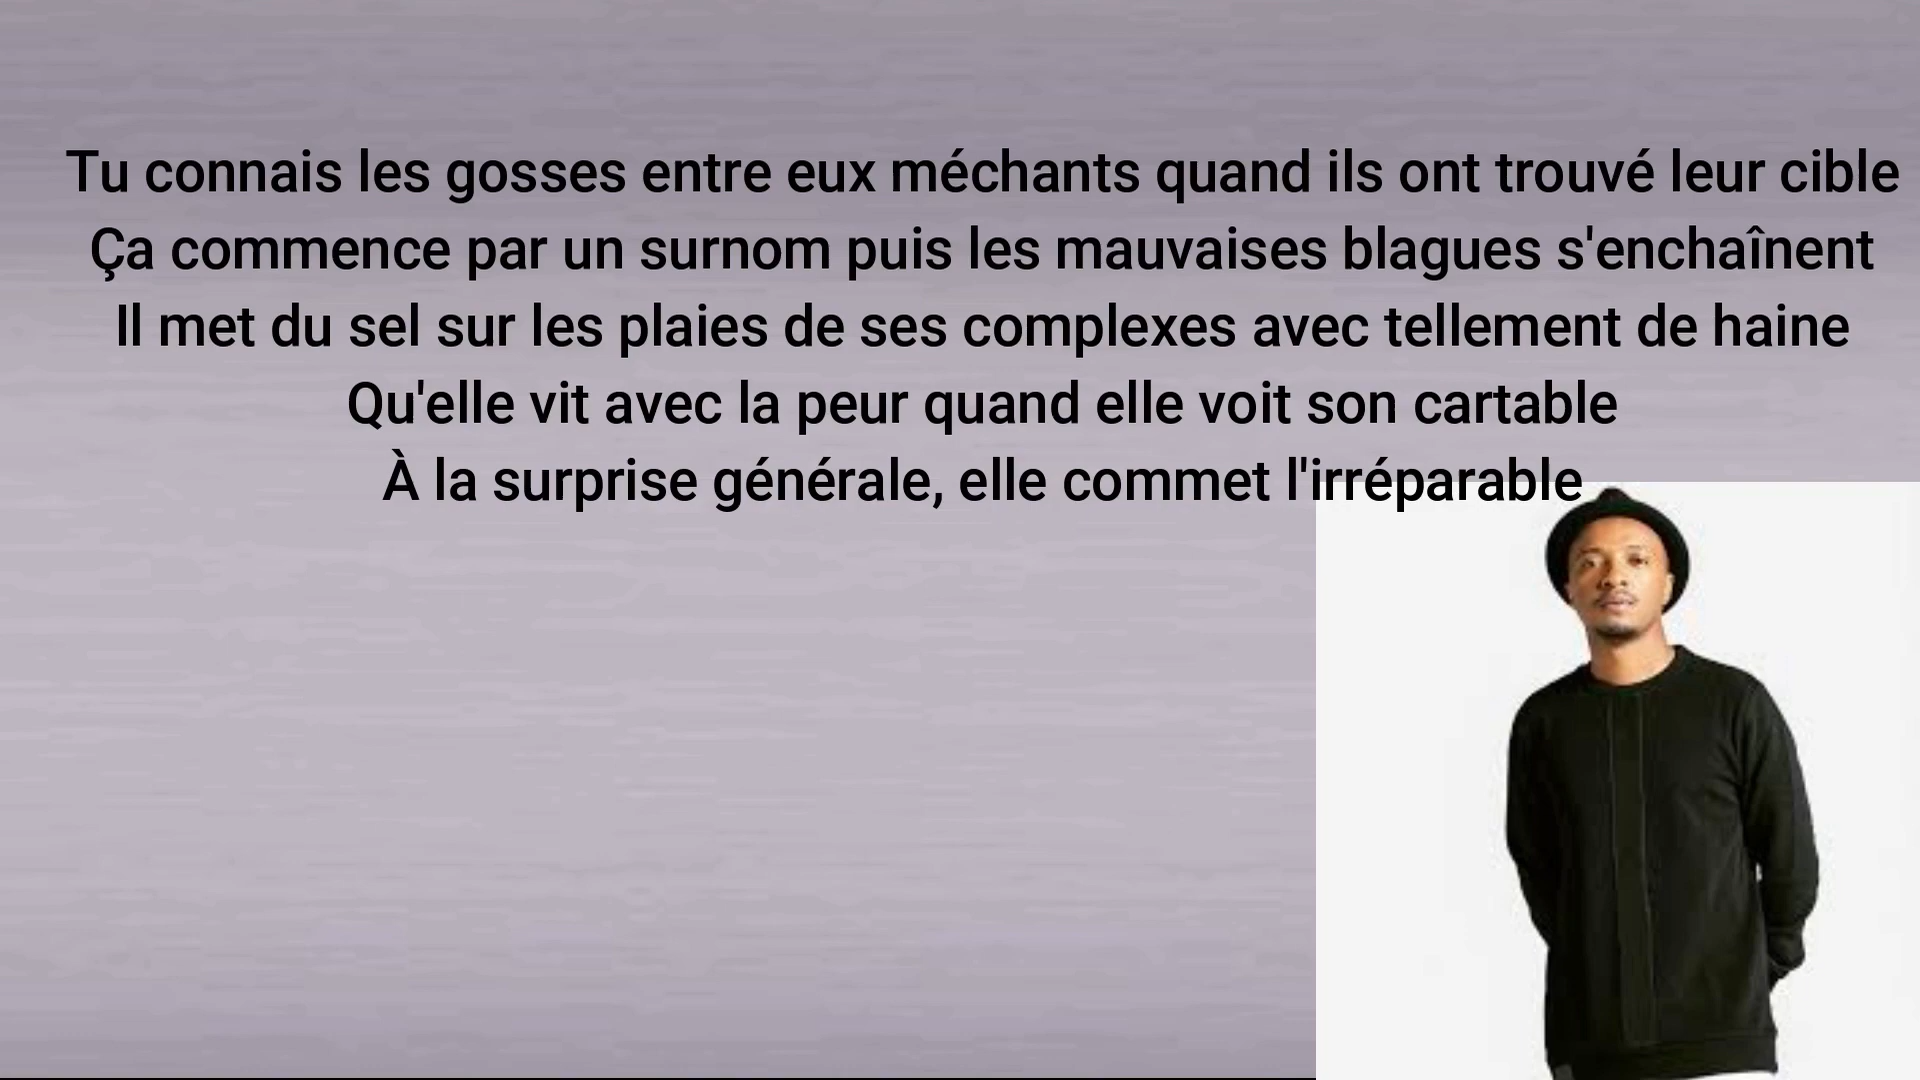 Tu connais les gosses entre eux méchants quand ils ont trouvé leur cible
Ça commence par un surnom puis les mauvaises blagues s'enchaînent
Il met du sel sur les plaies de ses complexes avec tellement de haine
Qu'elle vit avec la peur quand elle voit son cartable
À la surprise générale, elle commet l'irréparable